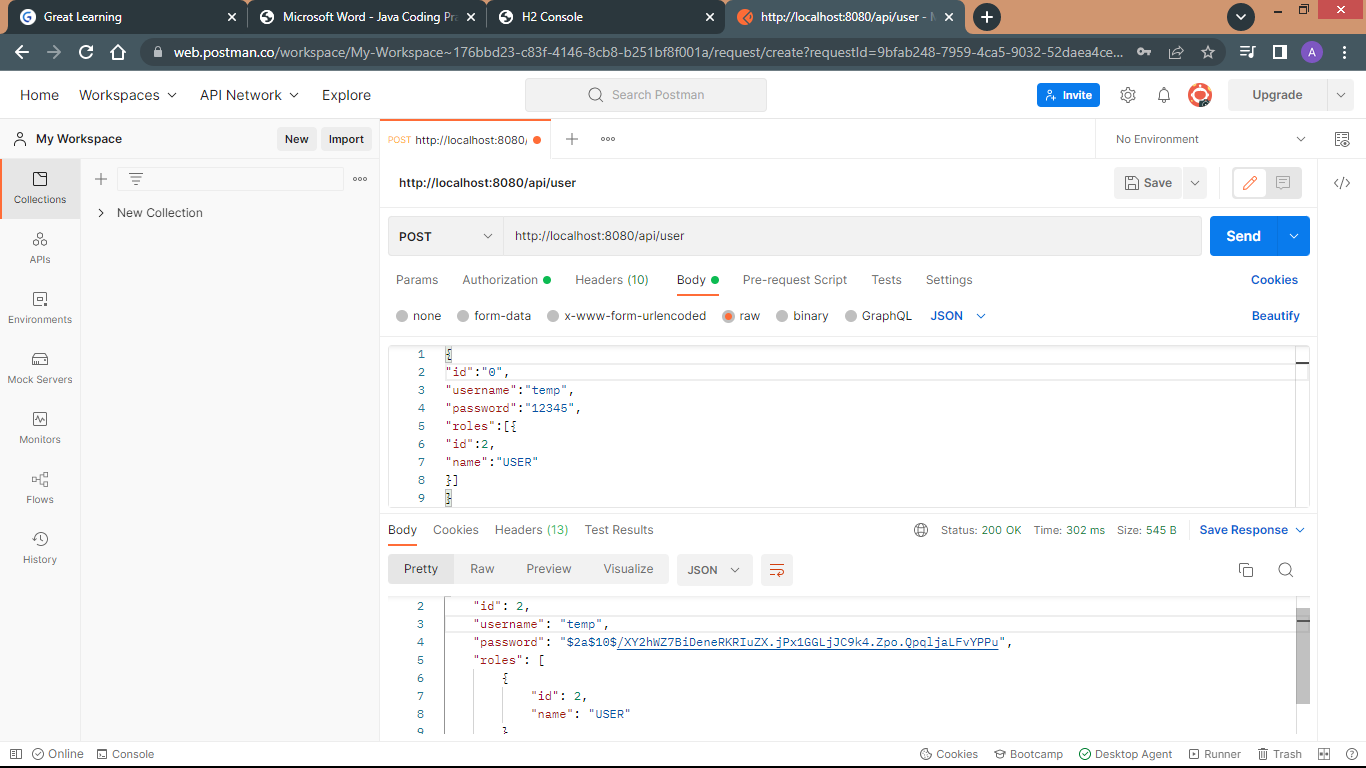 Great Learning
Microsoft Word - Java Coding Pra
H2 Console
http://localhost:8080/api/user - M
web.postman.co/workspace/My-Workspace~176bbd23-c83f-4146-8cb8-b251bf8f001a/request/create?requestId=9bfab248-7959-4ca5-9032-52daea4ce...
A
Home Workspaces API Network Explore
Search Postman
Invite
Upgrade
My Workspace
New Import
POST http://localhost:8080/
No Environment
Collections
APIs
Environments
Mock Servers
Monitors
Flows
History
New Collection
http://localhost:8080/api/user
Save
POST http://localhost:8080/api/user
Send
Params Authorization Headers (10) Body Pre-request Script Tests Settings Cookies
none form-data x-www-form-urlencoded raw binary GraphQL JSON Beautify
1 {
2 "id":"0",
3 "username":"temp",
4 "password":"12345",
5 "roles":[{
6 "id":2,
7 "name":"USER"
8 }]
9 }
Body Cookies Headers (13) Test Results Status: 200 OK Time: 302 ms Size: 545 B Save Response
Pretty Raw Preview Visualize JSON
2 "id": 2,
3 "username": "temp",
4 "password": "$2a$10$/XY2hWZ7BiDeneRKRIuZX.jPx1GGLjJC9k4.Zpo.QpqljaLFvYPPu",
5 "roles": [
6 {
7 "id": 2,
8 "name": "USER"
9 }
Online Console Cookies Bootcamp Desktop Agent Runner Trash